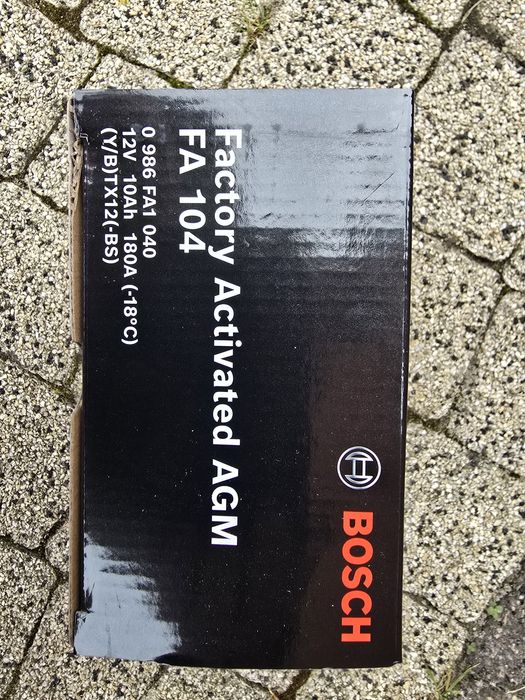 BOSCH
Factory Activated AGM
FA 104
0 986 FA1 040
12V 10Ah 180A (-18°C)
(Y/B)TX12(-BS)